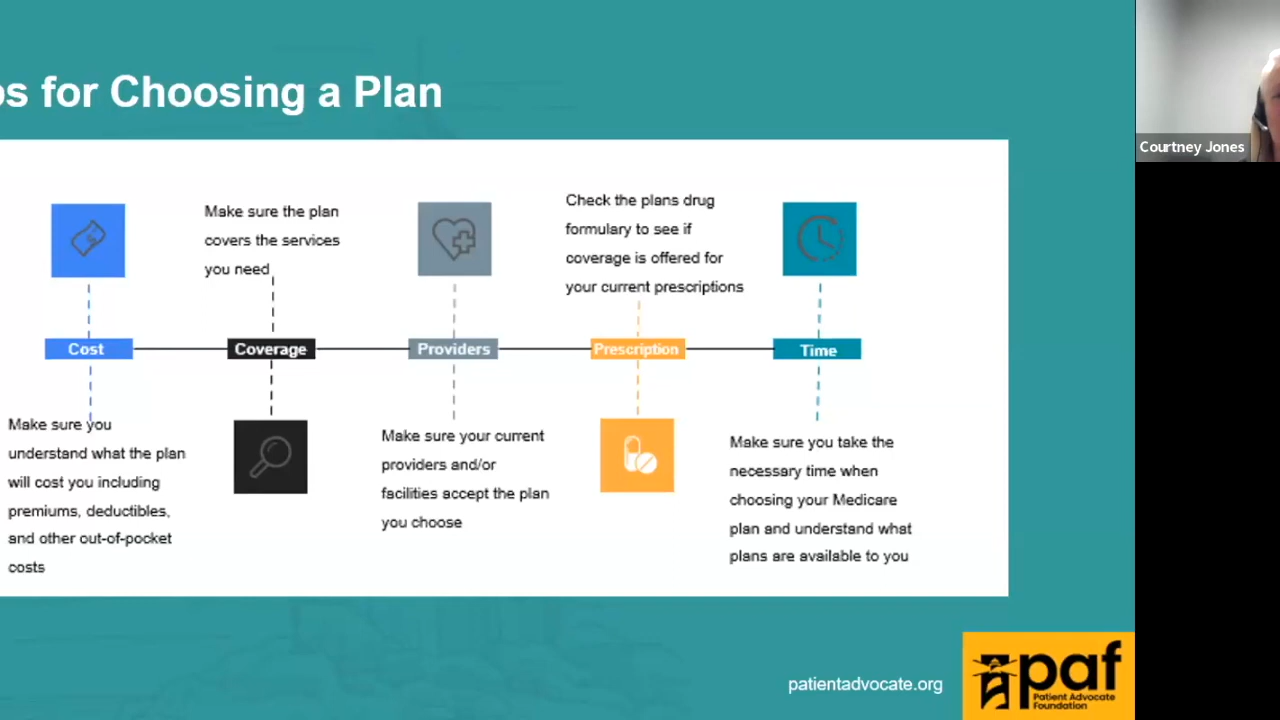 os for Choosing a Plan
Courtney Jones
Cost
Make sure you
understand what the plan
will cost you including
premiums, deductibles,
and other out-of-pocket
costs
Make sure the plan
covers the services
you need
Coverage
Providers
Make sure your current
providers and/or
facilities accept the plan
you choose
Check the plans drug
formulary to see if
coverage is offered for
your current prescriptions
Prescription
Time
Make sure you take the
necessary time when
choosing your Medicare
plan and understand what
plans are available to you
patientadvocate.org
paf
Patient Advocate
Foundation